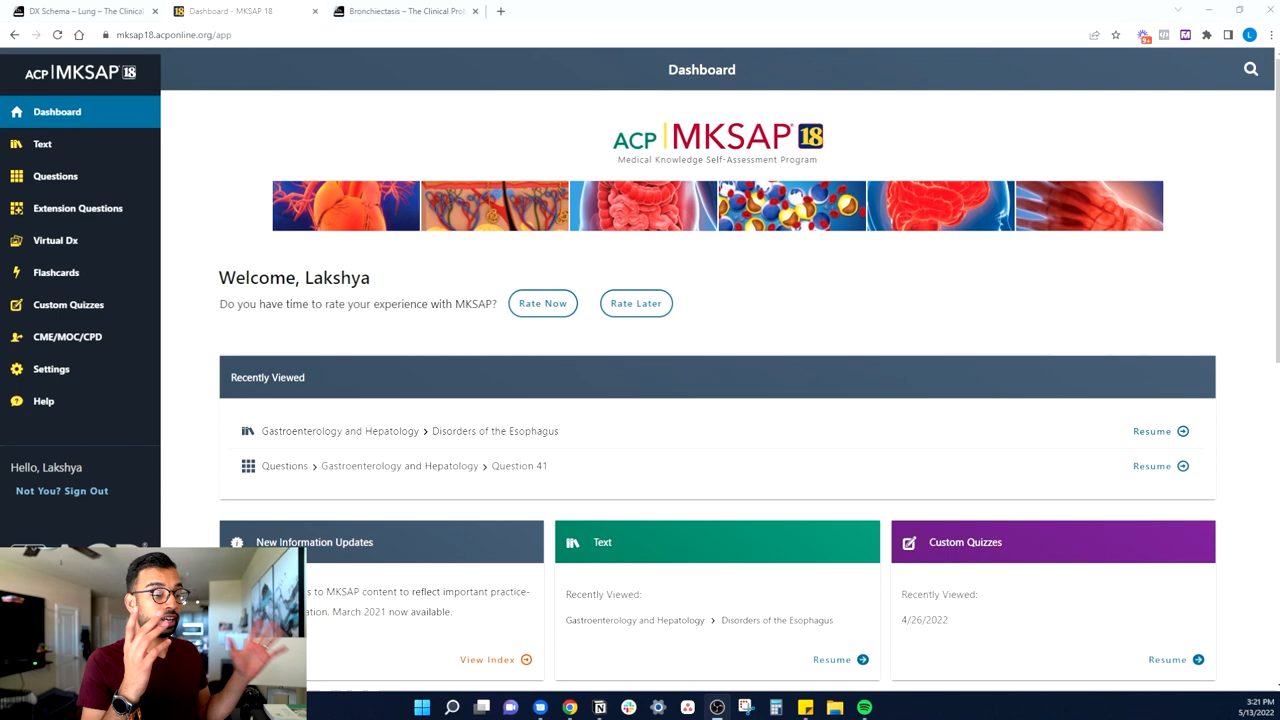 DX Schema – Lung – The Clinical
Dashboard - MKSAP 18
Bronchiectasis – The Clinical Pro
mksap18.acponline.org/app
9+
L
ACP MKSAP 18
Dashboard
Dashboard
Text
Questions
Extension Questions
Virtual Dx
Flashcards
Custom Quizzes
CME/MOC/CPD
Settings
Help
Hello, Lakshya
Not You? Sign Out
ACP MKSAP® 18
Medical Knowledge Self-Assessment Program
Welcome, Lakshya
Do you have time to rate your experience with MKSAP?
Rate Now
Rate Later
Recently Viewed
Gastroenterology and Hepatology > Disorders of the Esophagus
Resume
Questions > Gastroenterology and Hepatology > Question 41
Resume
New Information Updates
s to MKSAP content to reflect important practice-
ation. March 2021 now available.
View Index
Text
Recently Viewed:
Gastroenterology and Hepatology > Disorders of the Esophagus
Resume
Custom Quizzes
Recently Viewed:
4/26/2022
Resume
3:21 PM
5/13/2022